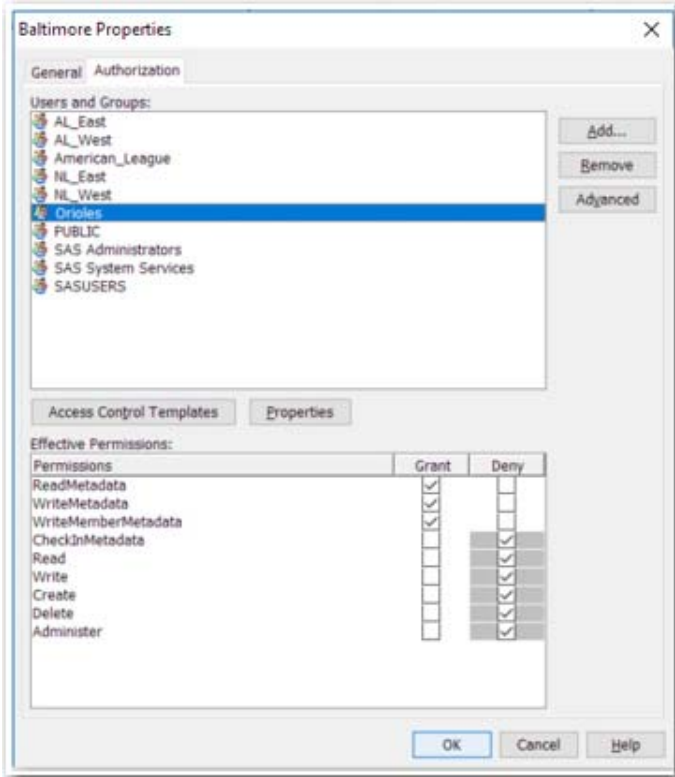 Baltimore Properties
General Authorization
Users and Groups:
AL_East
AL_West
American_League
NL_East
NL_West
Orioles
PUBLIC
SAS Administrators
SAS System Services
SASUSERS
Add...
Remove
Advanced
Access Control Templates Properties
Effective Permissions:
Permissions Grant Deny
ReadMetadata
WriteMetadata
WriteMemberMetadata
CheckInMetadata
Read
Write
Create
Delete
Administer
OK Cancel Help